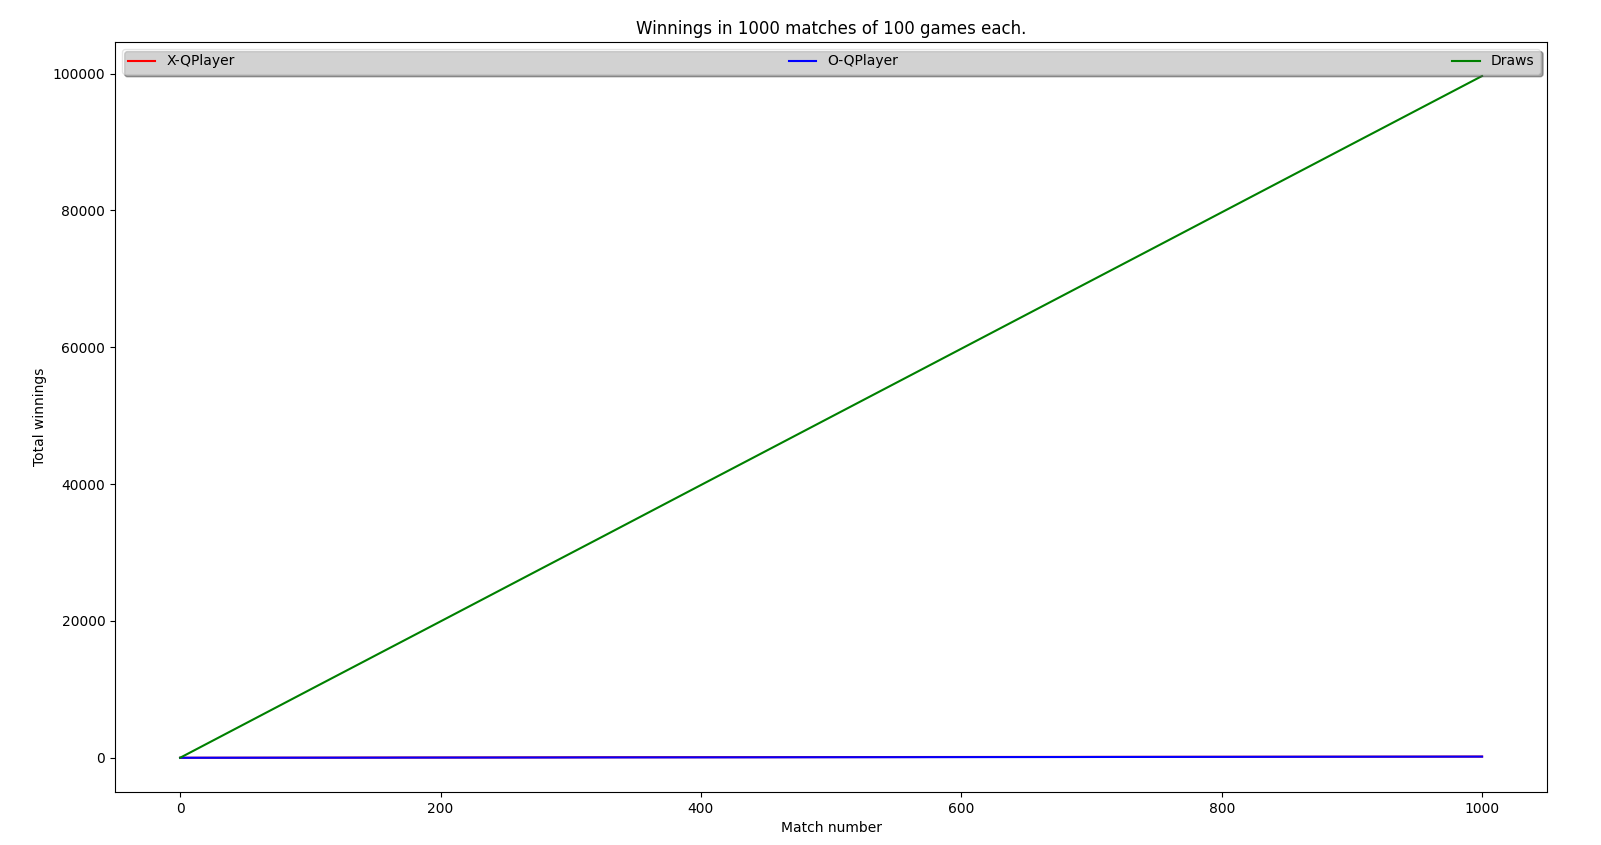 Winnings in 1000 matches of 100 games each.
X-QPlayer O-QPlayer Draws
100000
80000
60000
40000
20000
0
Total winnings
0 200 400 600 800 1000
Match number